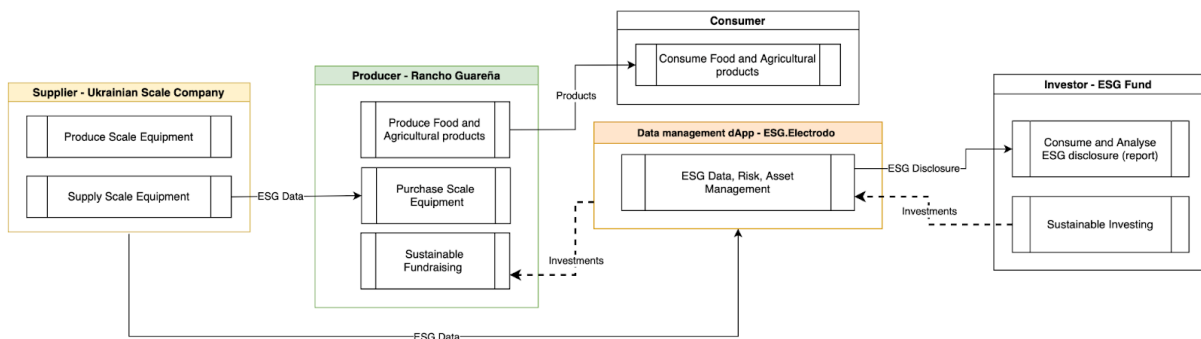 Supplier - Ukrainian Scale Company
Produce Scale Equipment
Supply Scale Equipment
ESG Data
Producer - Rancho Guareña
Produce Food and
Agricultural products
Purchase Scale
Equipment
Sustainable
Fundraising
Products
Consumer
Consume Food and Agricultural
products
Data management dApp - ESG.Electrodo
ESG Data, Risk, Asset
Management
Investments
ESG Disclosure
Investments
Investor - ESG Fund
Consume and Analyse
ESG disclosure (report)
Sustainable Investing
ESG Data